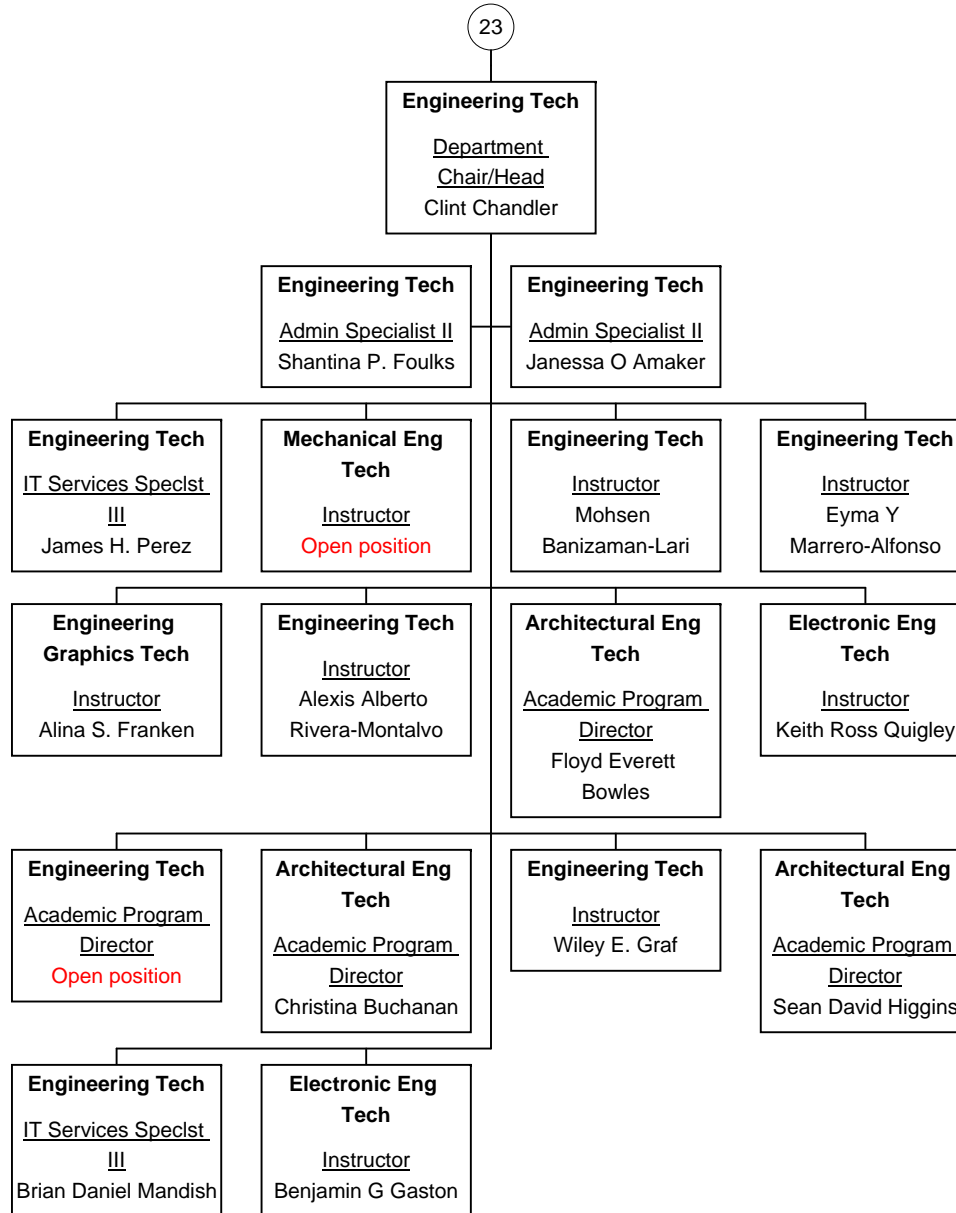 23
Engineering Tech
Department
Chair/Head
Clint Chandler
Engineering Tech
Admin Specialist II
Shantina P. Foulks
Engineering Tech
Admin Specialist II
Janessa O Amaker
Engineering Tech
IT Services Speclst
III
James H. Perez
Mechanical Eng
Tech
Instructor
Open position
Engineering Tech
Instructor
Mohsen
Banizaman-Lari
Engineering Tech
Instructor
Eyma Y
Marrero-Alfonso
Engineering
Graphics Tech
Instructor
Alina S. Franken
Engineering Tech
Instructor
Alexis Alberto
Rivera-Montalvo
Architectural Eng
Tech
Academic Program
Director
Floyd Everett
Bowles
Electronic Eng
Tech
Instructor
Keith Ross Quigley
Engineering Tech
Academic Program
Director
Open position
Architectural Eng
Tech
Academic Program
Director
Christina Buchanan
Engineering Tech
Instructor
Wiley E. Graf
Architectural Eng
Tech
Academic Program
Director
Sean David Higgins
Engineering Tech
IT Services Speclst
III
Brian Daniel Mandish
Electronic Eng
Tech
Instructor
Benjamin G Gaston